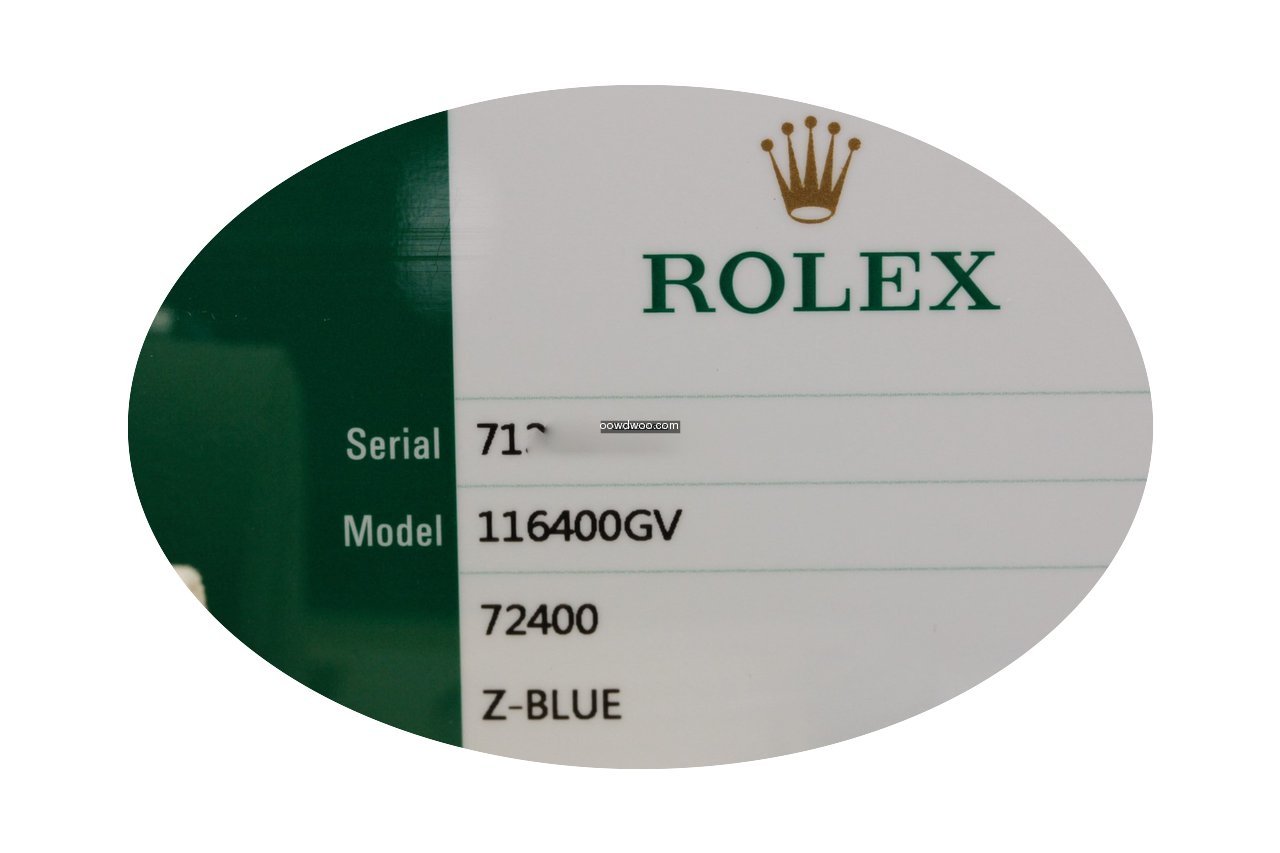 ROLEX
Serial 71
oowdwoo.com
Model 116400GV
72400
Z-BLUE